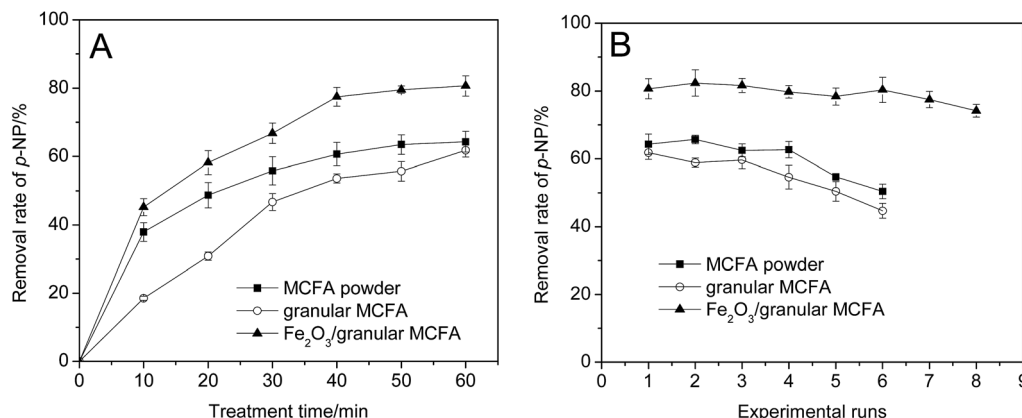 A
Removal rate of p-NP/%
100
80
60
40
20
0
0 10 20 30 40 50 60
Treatment time/min
MCFA powder
granular MCFA
Fe₂O₃/granular MCFA
B
Removal rate of p-NP/%
100
80
60
40
20
0
0 1 2 3 4 5 6 7 8 9
Experimental runs
MCFA powder
granular MCFA
Fe₂O₃/granular MCFA